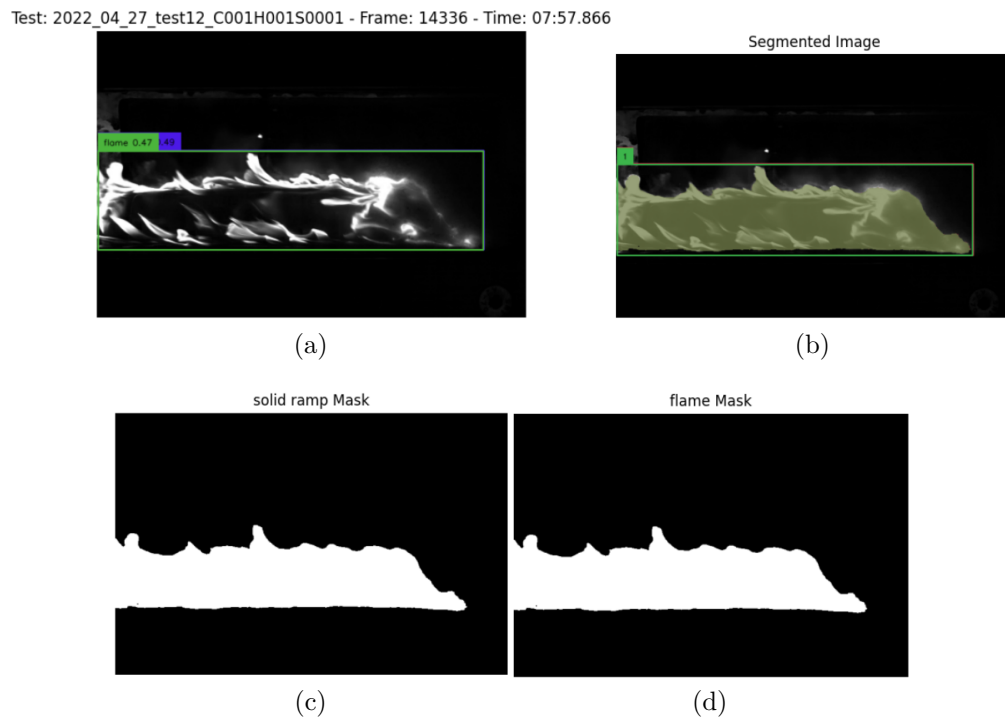 Test: 2022_04_27_test12_C001H001S0001 - Frame: 14336 - Time: 07:57.866
Segmented Image
flame 0.47
.49
1
(a)
(b)
solid ramp Mask
flame Mask
(c)
(d)